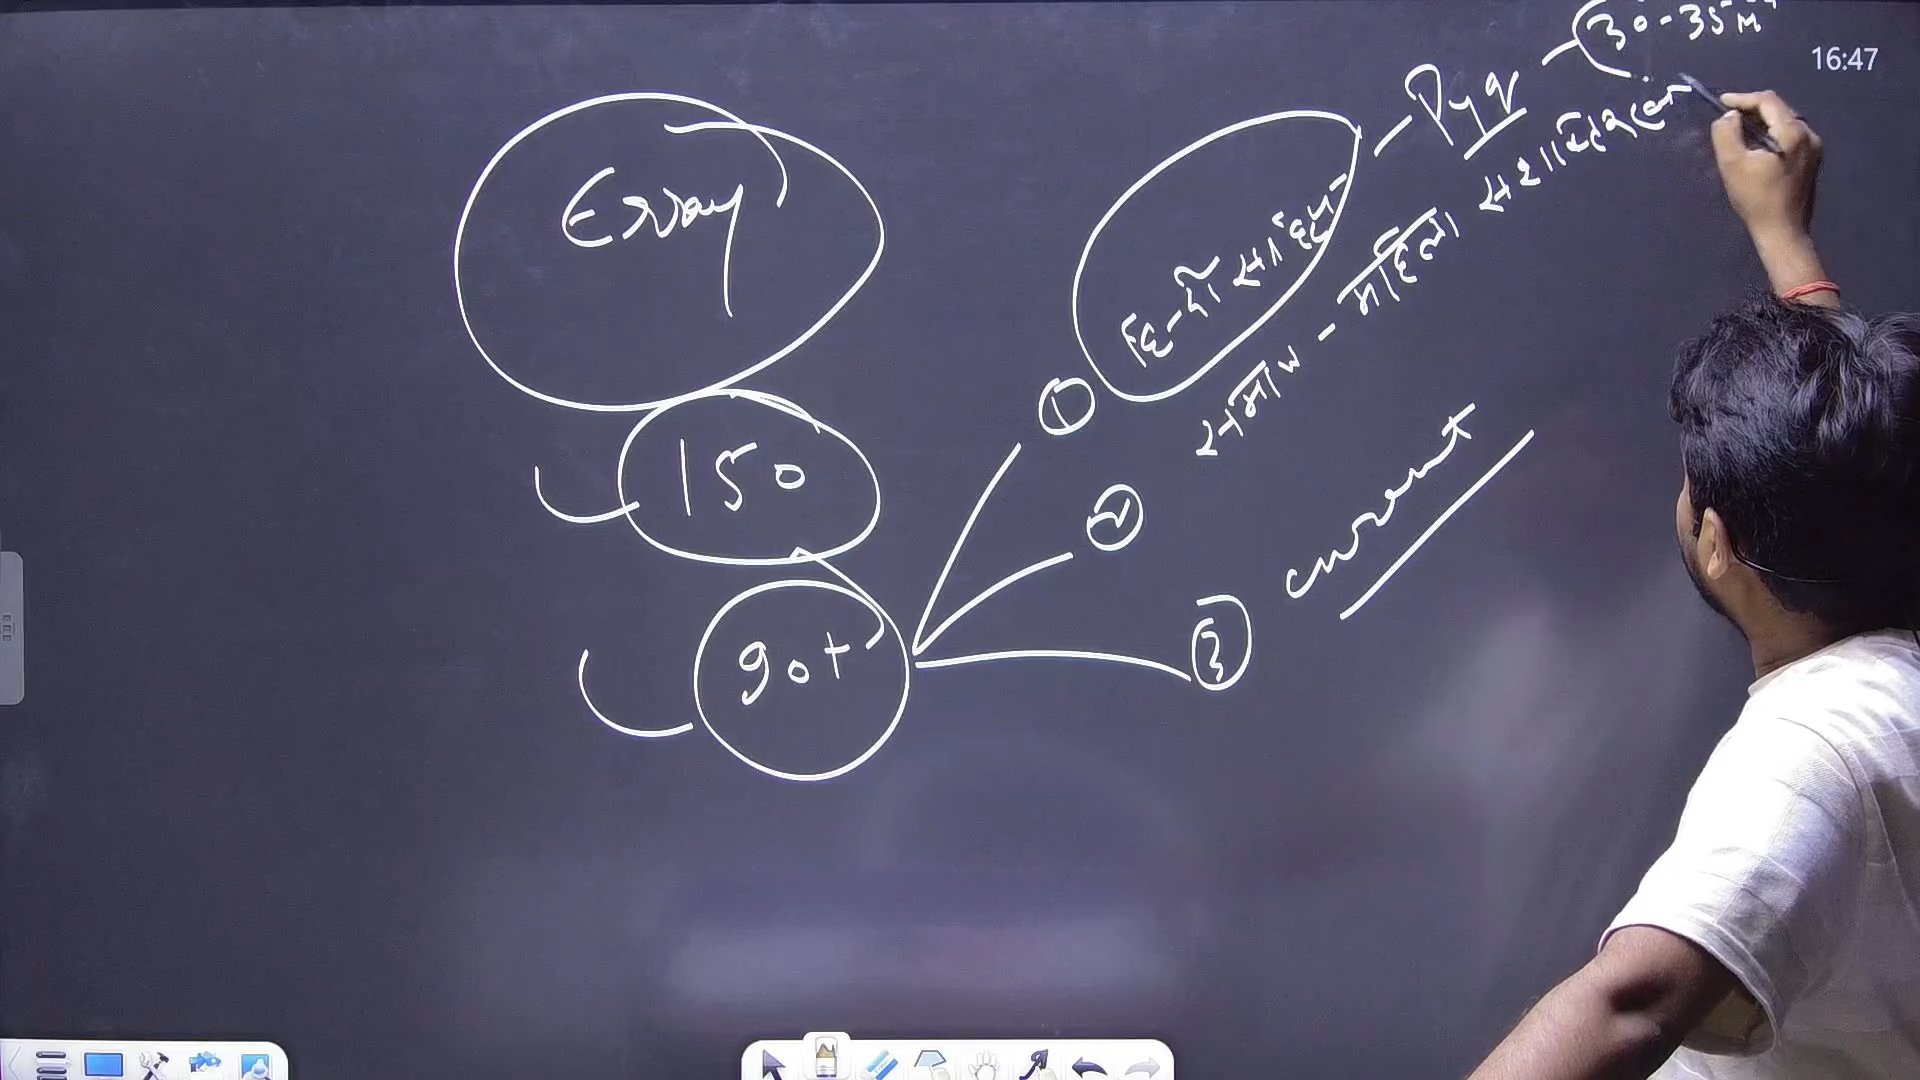 16:47
Essay
150
90+
①
हिन्दी साहित्य
- Pyq - 30-35 M
समाज - महिला सशक्तिकरण
②
③
current